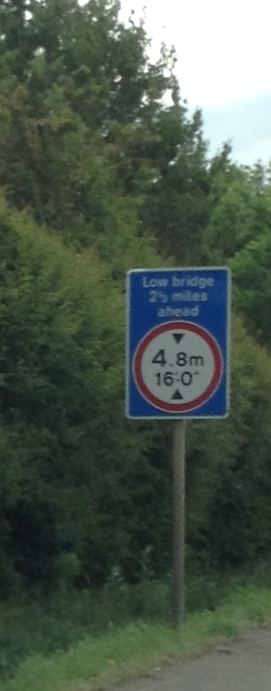 Low bridge
2½ miles
ahead
4.8m
16'-0"